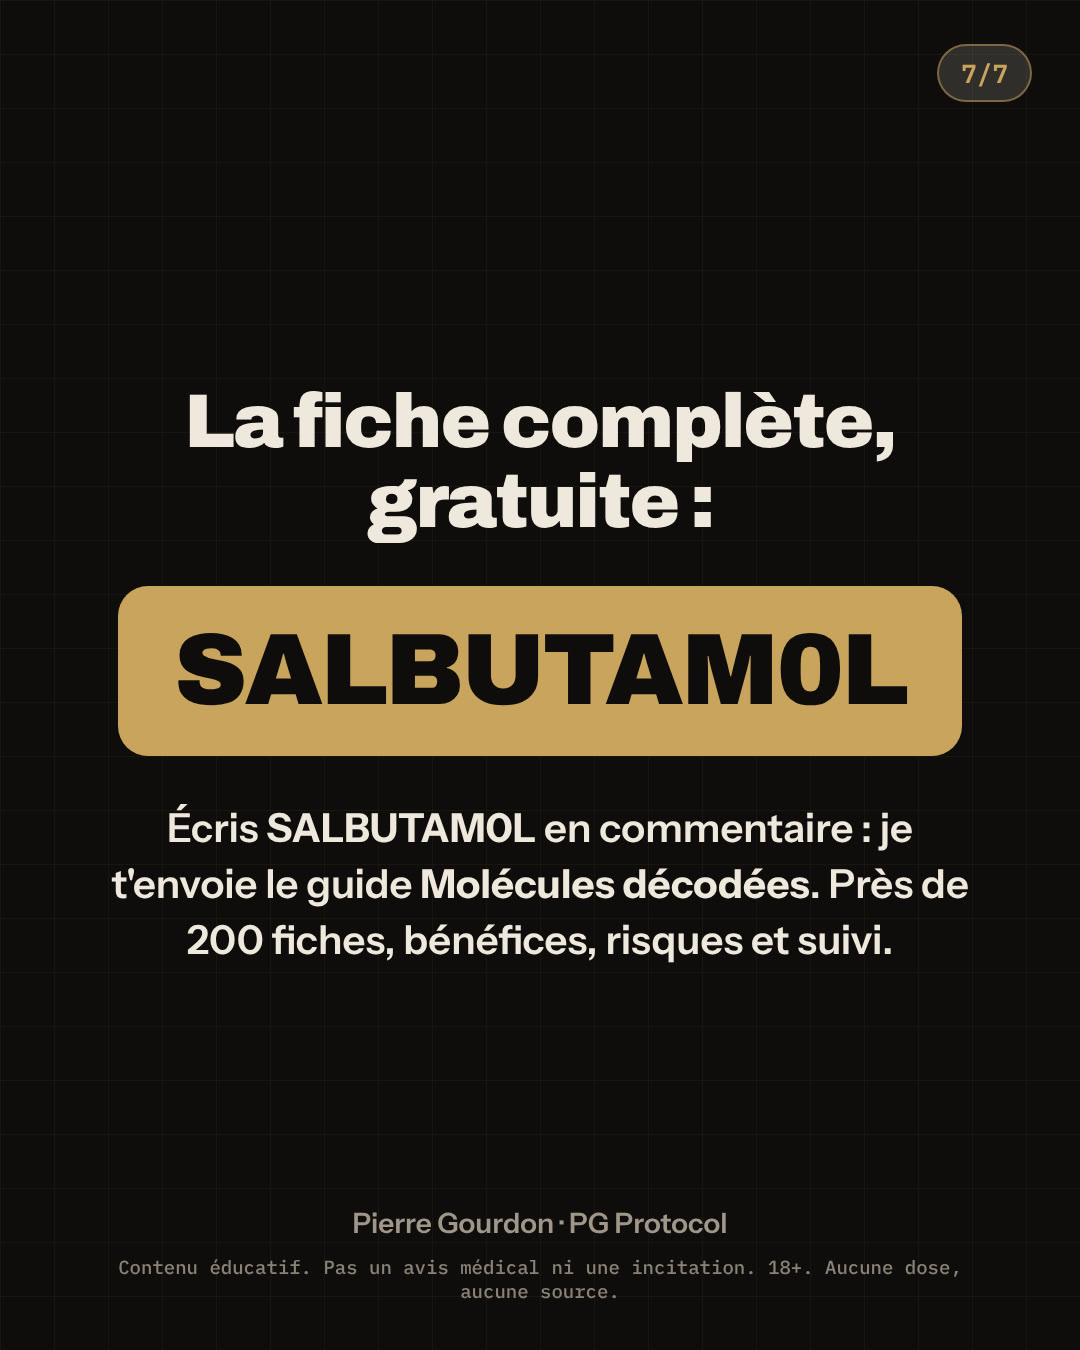 7/7
La fiche complète,
gratuite :
SALBUTAM0L
Écris SALBUTAM0L en commentaire : je
t'envoie le guide Molécules décodées. Près de
200 fiches, bénéfices, risques et suivi.
Pierre Gourdon · PG Protocol
Contenu éducatif. Pas un avis médical ni une incitation. 18+. Aucune dose,
aucune source.